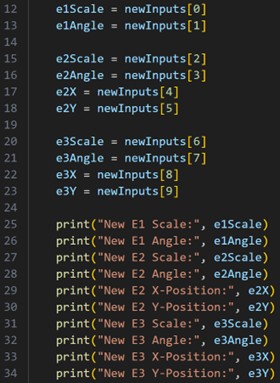 12 e1Scale = newInputs[0]
13 e1Angle = newInputs[1]
14
15 e2Scale = newInputs[2]
16 e2Angle = newInputs[3]
17 e2X = newInputs[4]
18 e2Y = newInputs[5]
19
20 e3Scale = newInputs[6]
21 e3Angle = newInputs[7]
22 e3X = newInputs[8]
23 e3Y = newInputs[9]
24
25 print("New E1 Scale:", e1Scale)
26 print("New E1 Angle:", e1Angle)
27 print("New E2 Scale:", e2Scale)
28 print("New E2 Angle:", e2Angle)
29 print("New E2 X-Position:", e2X)
30 print("New E2 Y-Position:", e2Y)
31 print("New E3 Scale:", e3Scale)
32 print("New E3 Angle:", e3Angle)
33 print("New E3 X-Position:", e3X)
34 print("New E3 Y-Position:", e3Y)